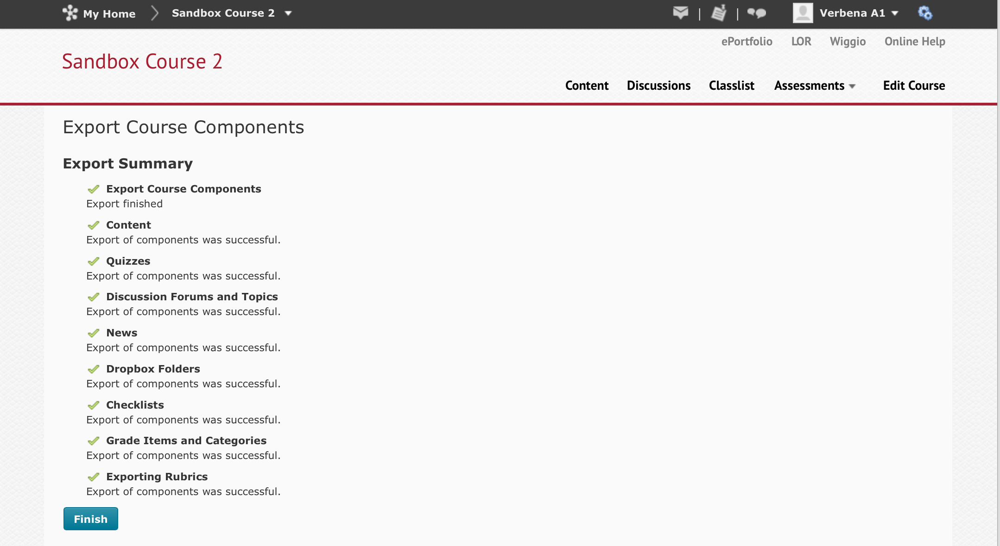 My Home
Sandbox Course 2
Verbena A1
ePortfolio LOR Wiggio Online Help
Sandbox Course 2
Content Discussions Classlist Assessments Edit Course
Export Course Components
Export Summary
Export Course Components
Export finished
Content
Export of components was successful.
Quizzes
Export of components was successful.
Discussion Forums and Topics
Export of components was successful.
News
Export of components was successful.
Dropbox Folders
Export of components was successful.
Checklists
Export of components was successful.
Grade Items and Categories
Export of components was successful.
Exporting Rubrics
Export of components was successful.
Finish